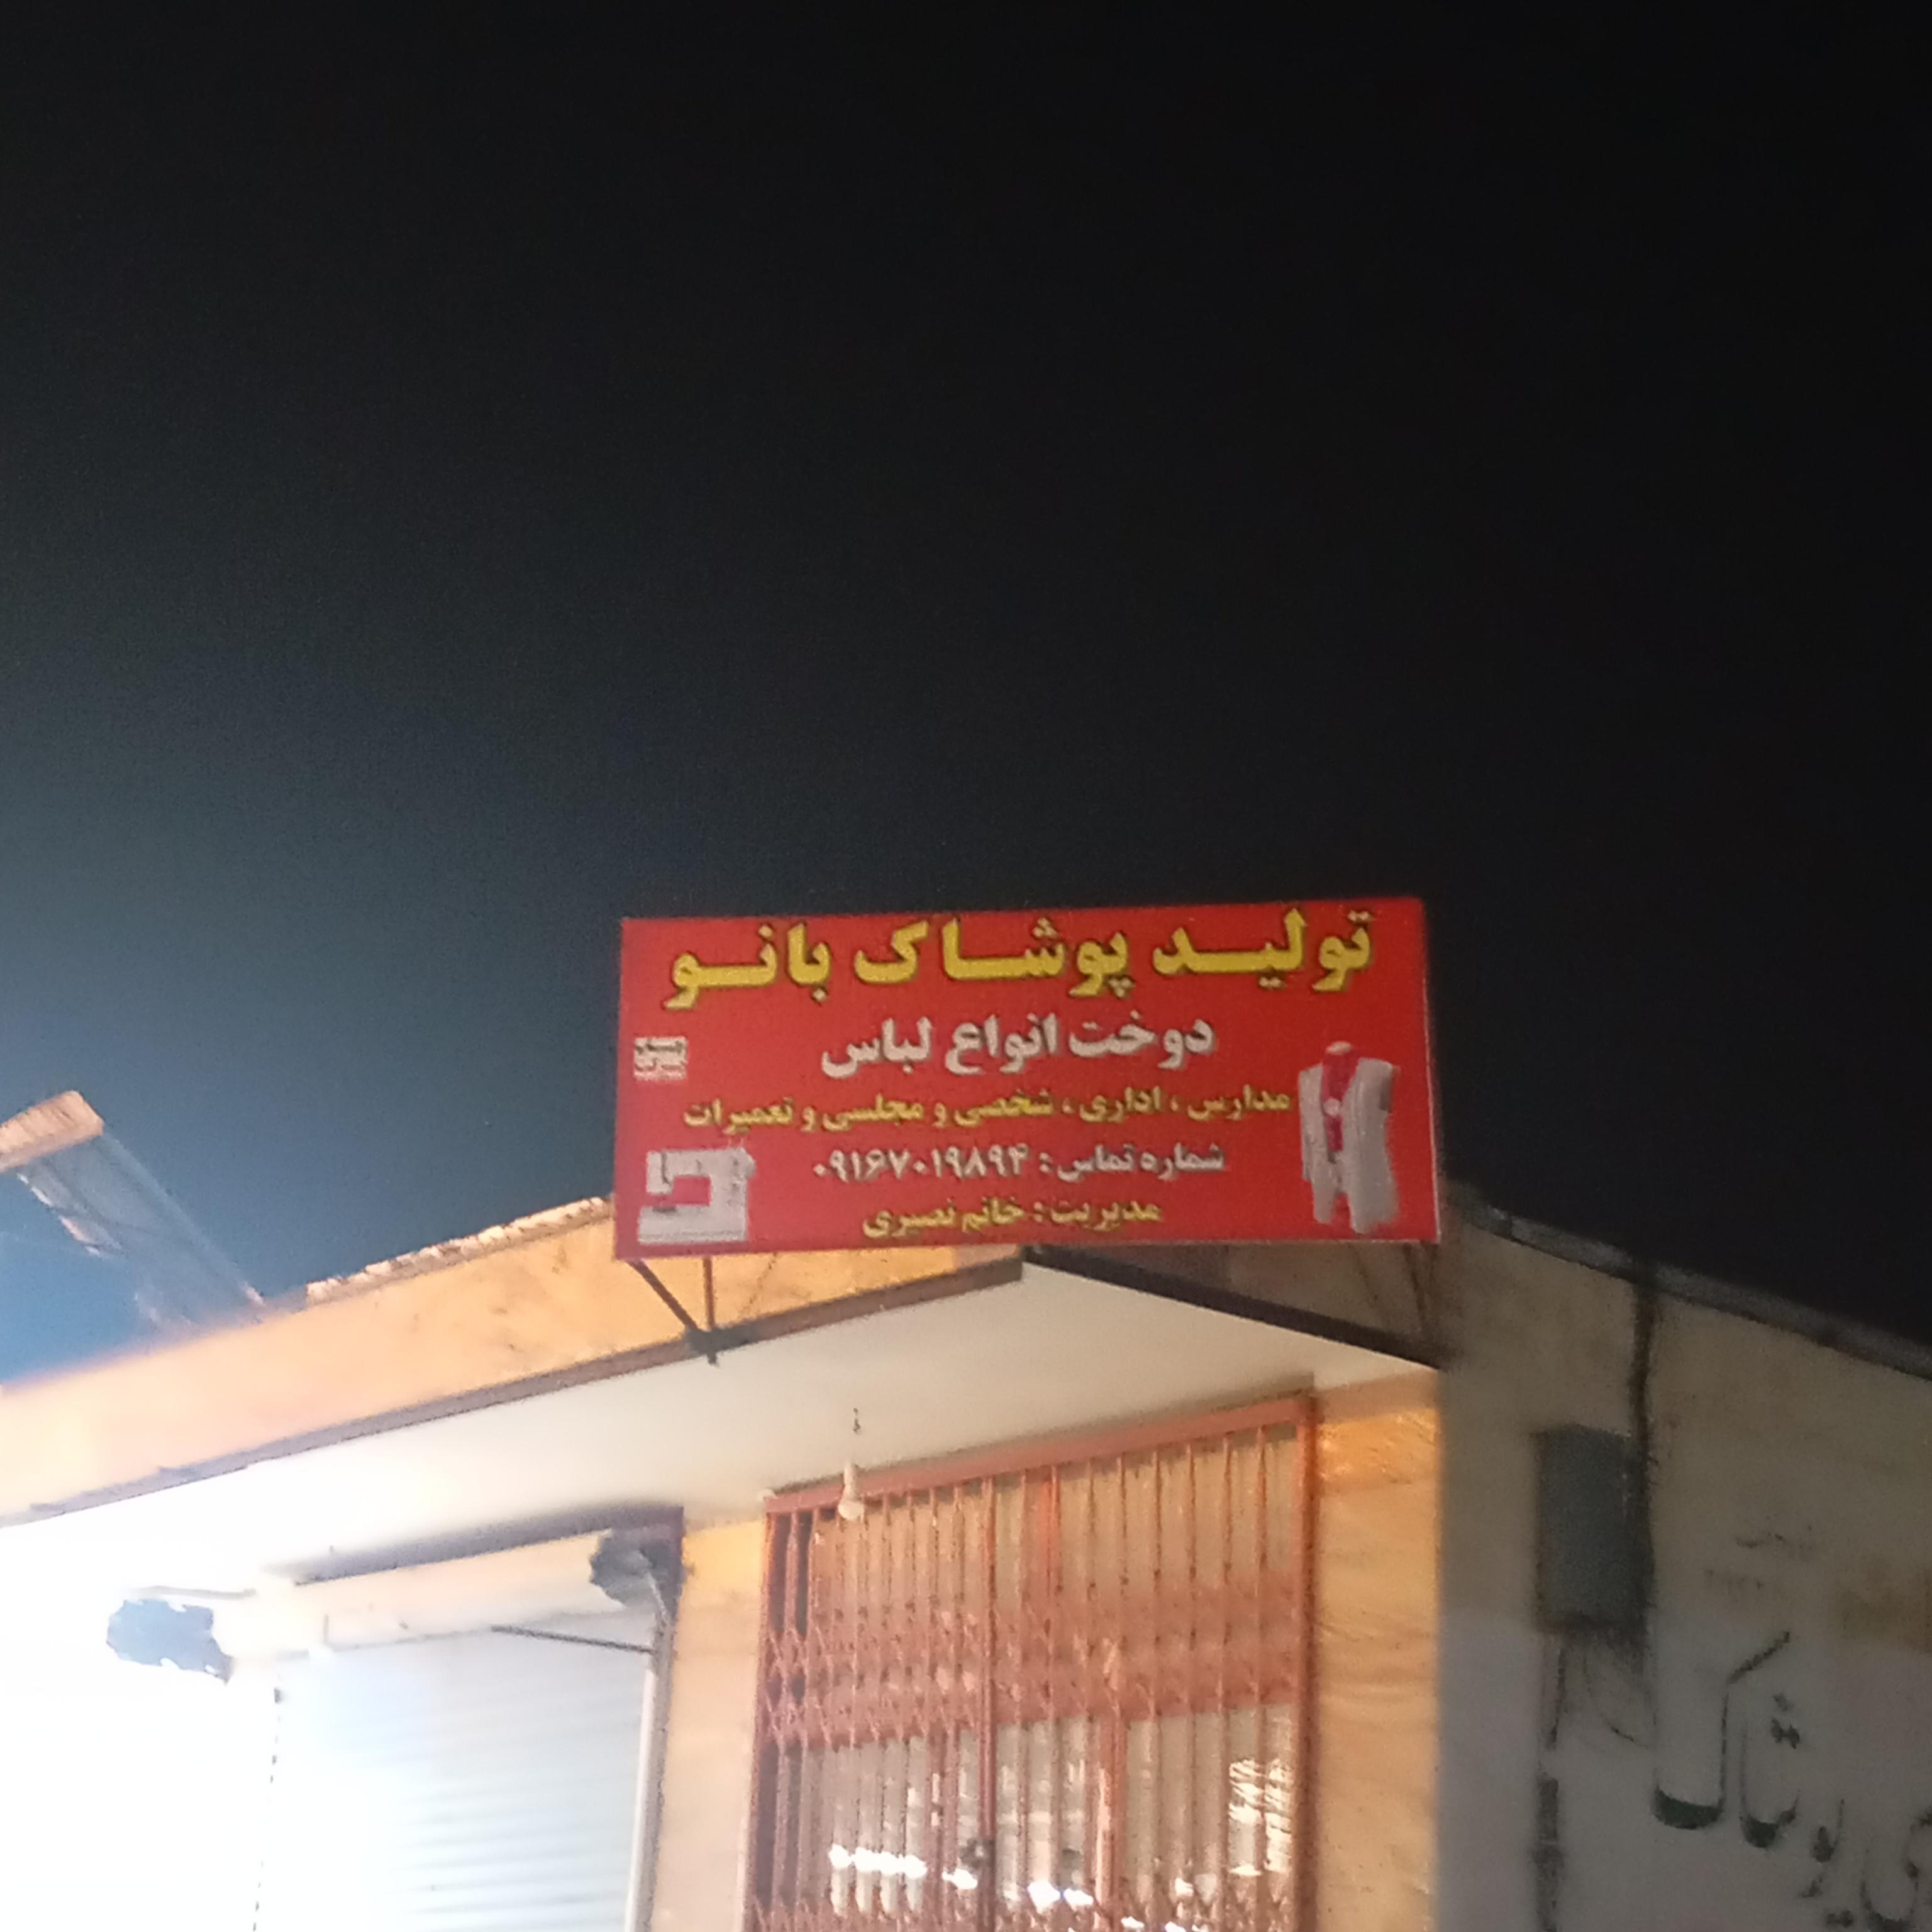 تولید پوشاک بانو
دوخت انواع لباس
مدارس ، اداری ، شخصی و مجلسی و تعمیرات
شماره تماس : ۰۹۱۶۷۰۱۹۸۹۴
مدیریت : خانم نصیری
پوشاک